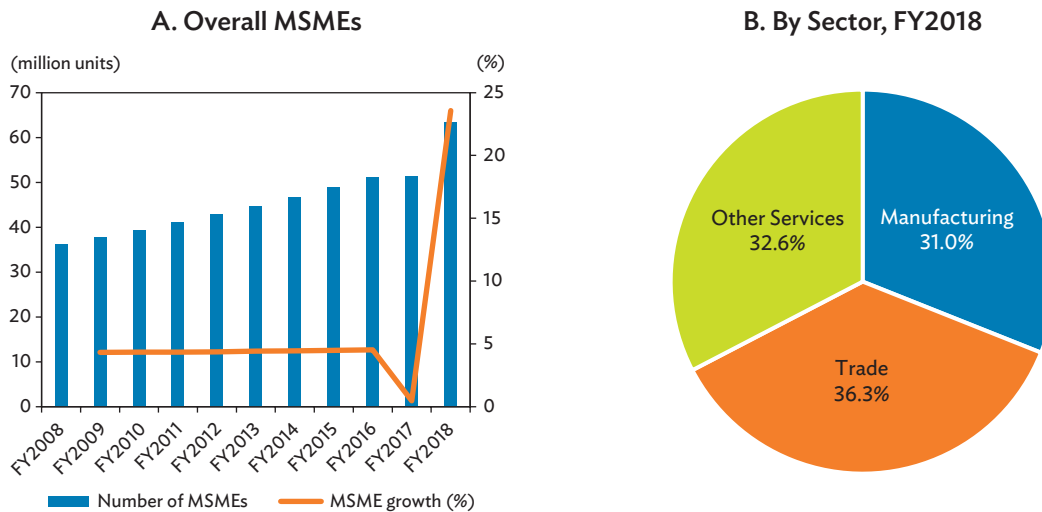 A. Overall MSMEs
(million units)
(%)
70
60
50
40
30
20
10
0
25
20
15
10
5
0
FY2008
FY2009
FY2010
FY2011
FY2012
FY2013
FY2014
FY2015
FY2016
FY2017
FY2018
Number of MSMEs
MSME growth (%)
B. By Sector, FY2018
Other Services
32.6%
Manufacturing
31.0%
Trade
36.3%